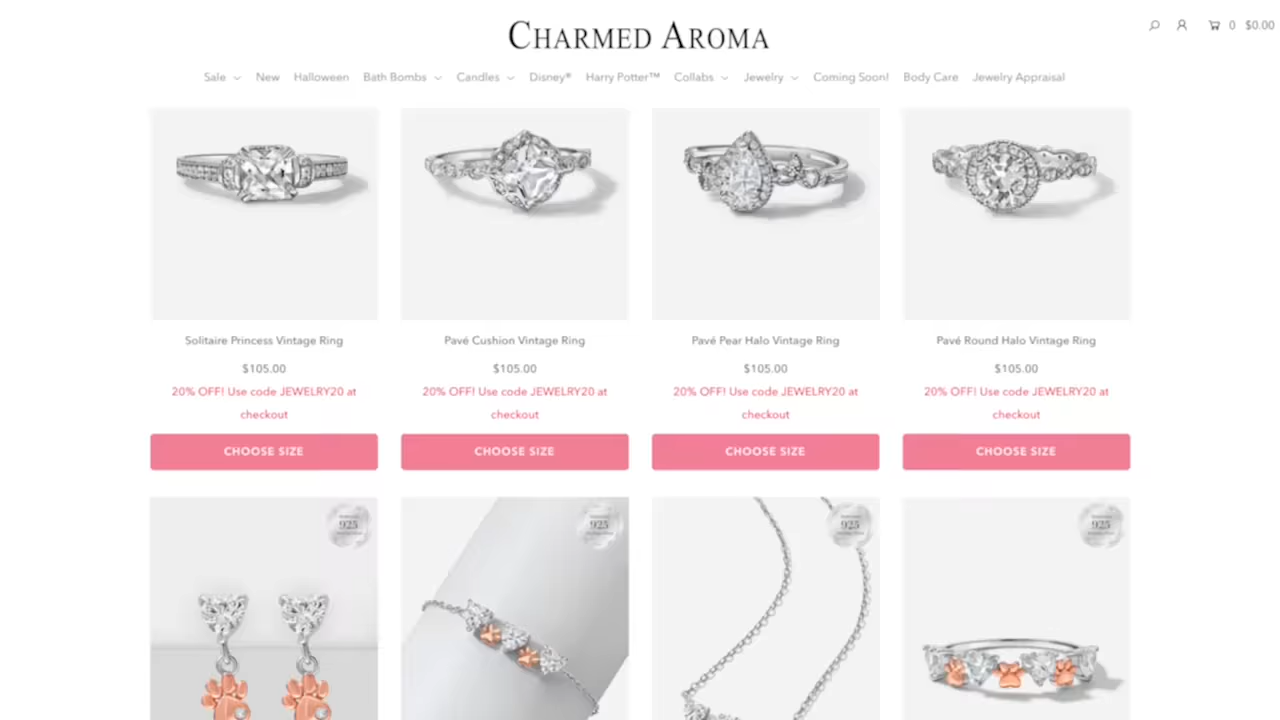 CHARMED AROMA
0 $0.00
Sale New Halloween Bath Bombs Candles Disney® Harry Potter™ Collabs Jewelry Coming Soon! Body Care Jewelry Appraisal
Solitaire Princess Vintage Ring
$105.00
20% OFF! Use code JEWELRY20 at
checkout
CHOOSE SIZE
Pavé Cushion Vintage Ring
$105.00
20% OFF! Use code JEWELRY20 at
checkout
CHOOSE SIZE
Pavé Pear Halo Vintage Ring
$105.00
20% OFF! Use code JEWELRY20 at
checkout
CHOOSE SIZE
Pavé Round Halo Vintage Ring
$105.00
20% OFF! Use code JEWELRY20 at
checkout
CHOOSE SIZE
925
925
925
925